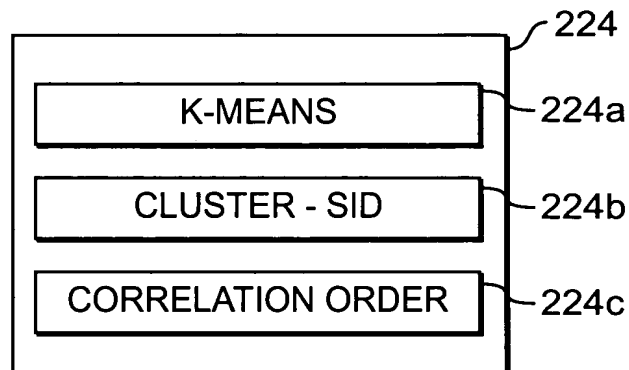 224
K-MEANS 224a
CLUSTER - SID 224b
CORRELATION ORDER 224c